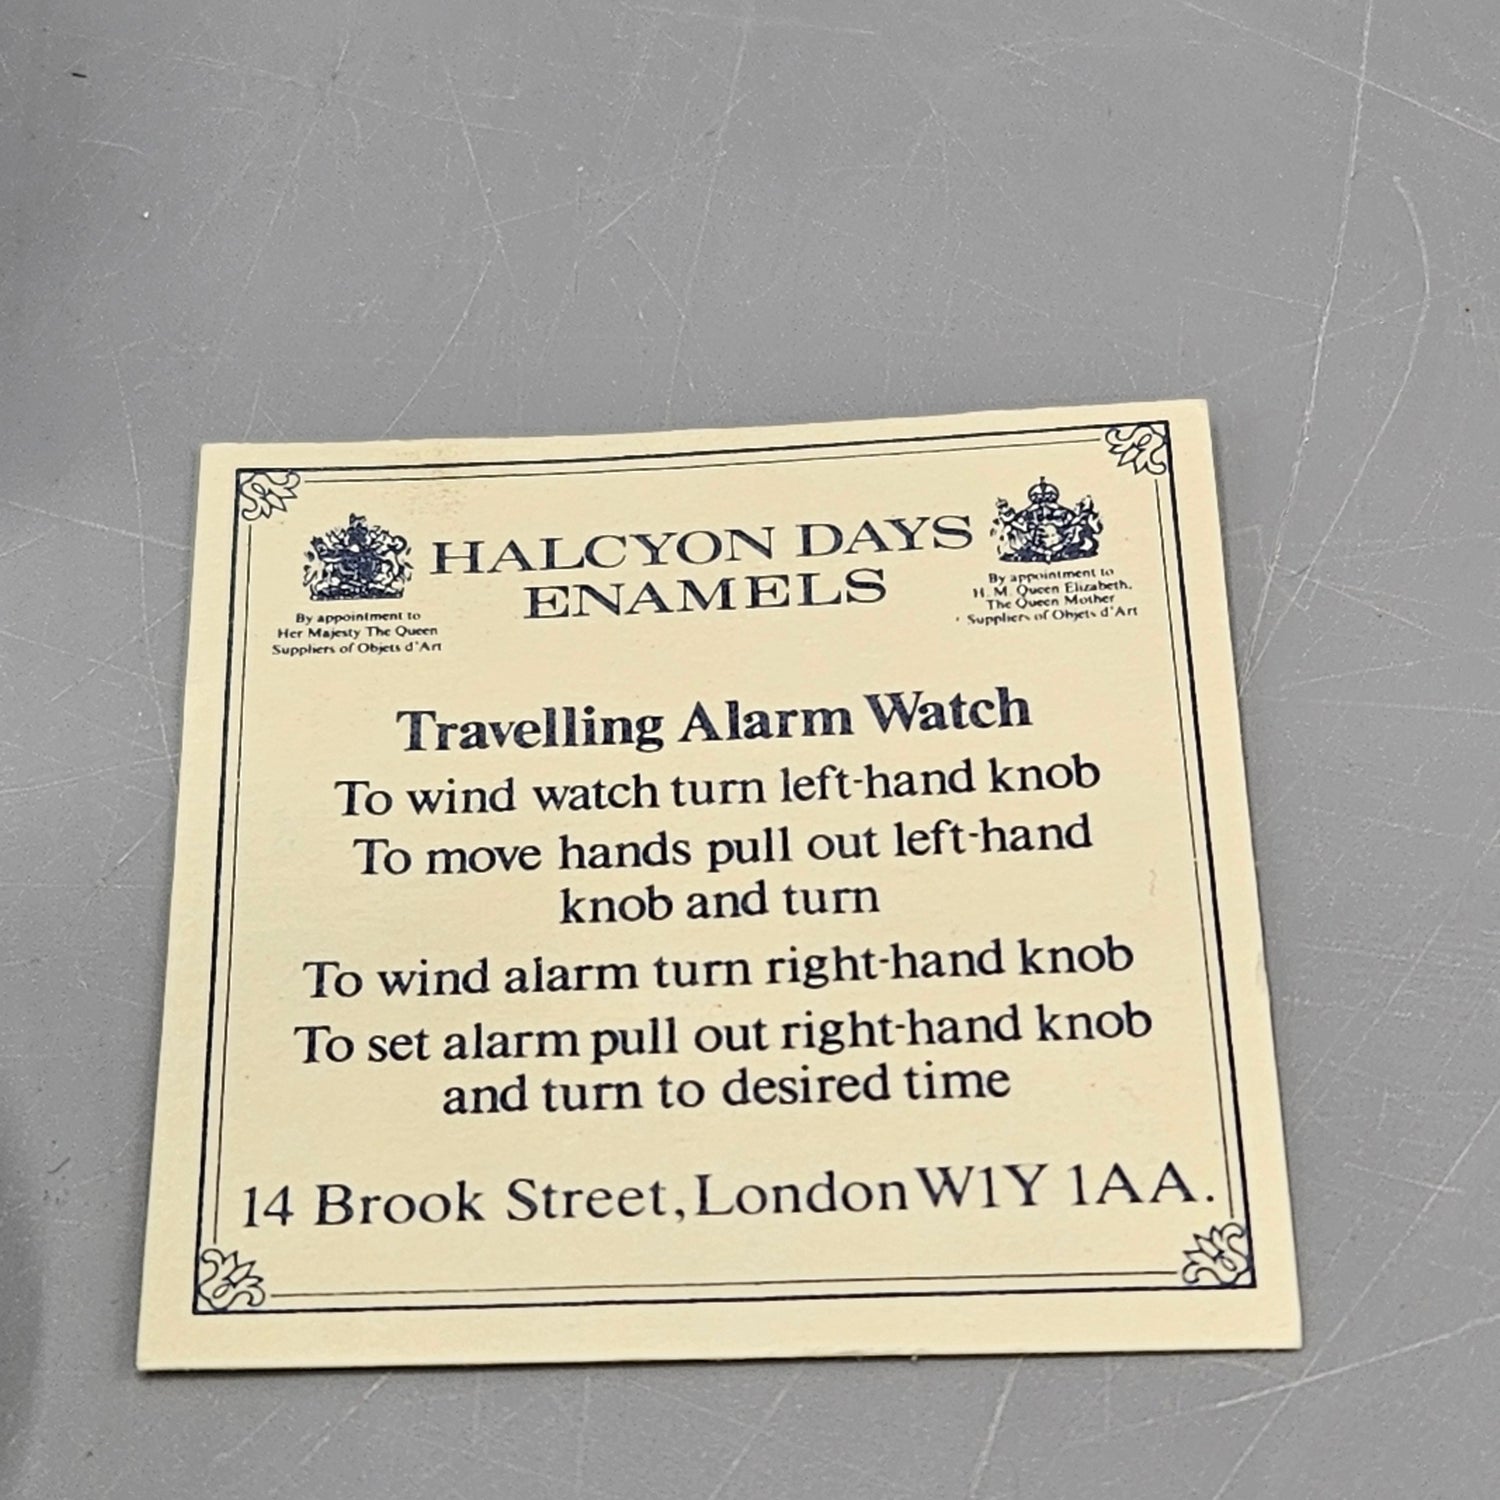 HALCYON DAYS
ENAMELS
By appointment to
Her Majesty The Queen
Suppliers of Objets d'Art
By appointment to
H. M. Queen Elizabeth,
The Queen Mother
Suppliers of Objets d'Art
Travelling Alarm Watch
To wind watch turn left-hand knob
To move hands pull out left-hand
knob and turn
To wind alarm turn right-hand knob
To set alarm pull out right-hand knob
and turn to desired time
14 Brook Street, London W1Y 1AA.